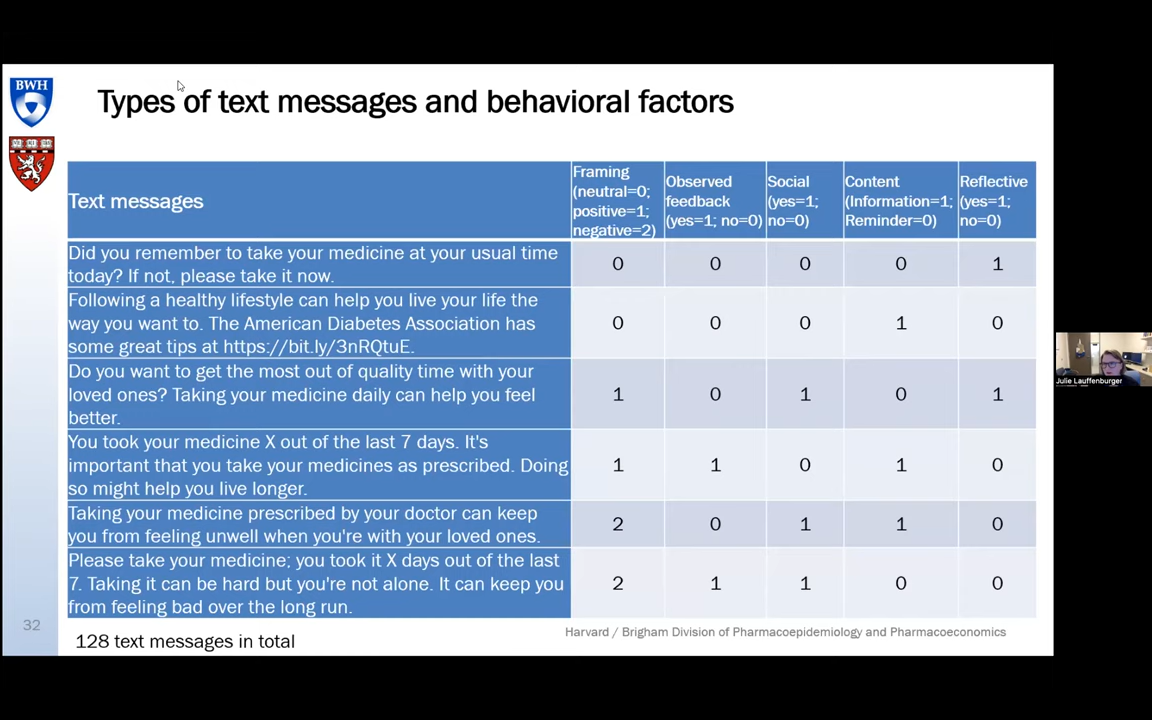 BWH
Types of text messages and behavioral factors
Text messages
Framing
(neutral=0;
positive=1;
negative=2)
Observed
feedback
(yes=1; no=0)
Social
(yes=1;
no=0)
Content
(Information=1;
Reminder=0)
Reflective
(yes=1;
no=0)
Did you remember to take your medicine at your usual time
today? If not, please take it now.
0 0 0 0 1
Following a healthy lifestyle can help you live your life the
way you want to. The American Diabetes Association has
some great tips at https://bit.ly/3nRQtuE.
0 0 0 1 0
Do you want to get the most out of quality time with your
loved ones? Taking your medicine daily can help you feel
better.
1 0 1 0 1
You took your medicine X out of the last 7 days. It's
important that you take your medicines as prescribed. Doing
so might help you live longer.
1 1 0 1 0
Taking your medicine prescribed by your doctor can keep
you from feeling unwell when you're with your loved ones.
2 0 1 1 0
Please take your medicine; you took it X days out of the last
7. Taking it can be hard but you're not alone. It can keep you
from feeling bad over the long run.
2 1 1 0 0
32
128 text messages in total
Harvard / Brigham Division of Pharmacoepidemiology and Pharmacoeconomics
Julie Lauffenburger